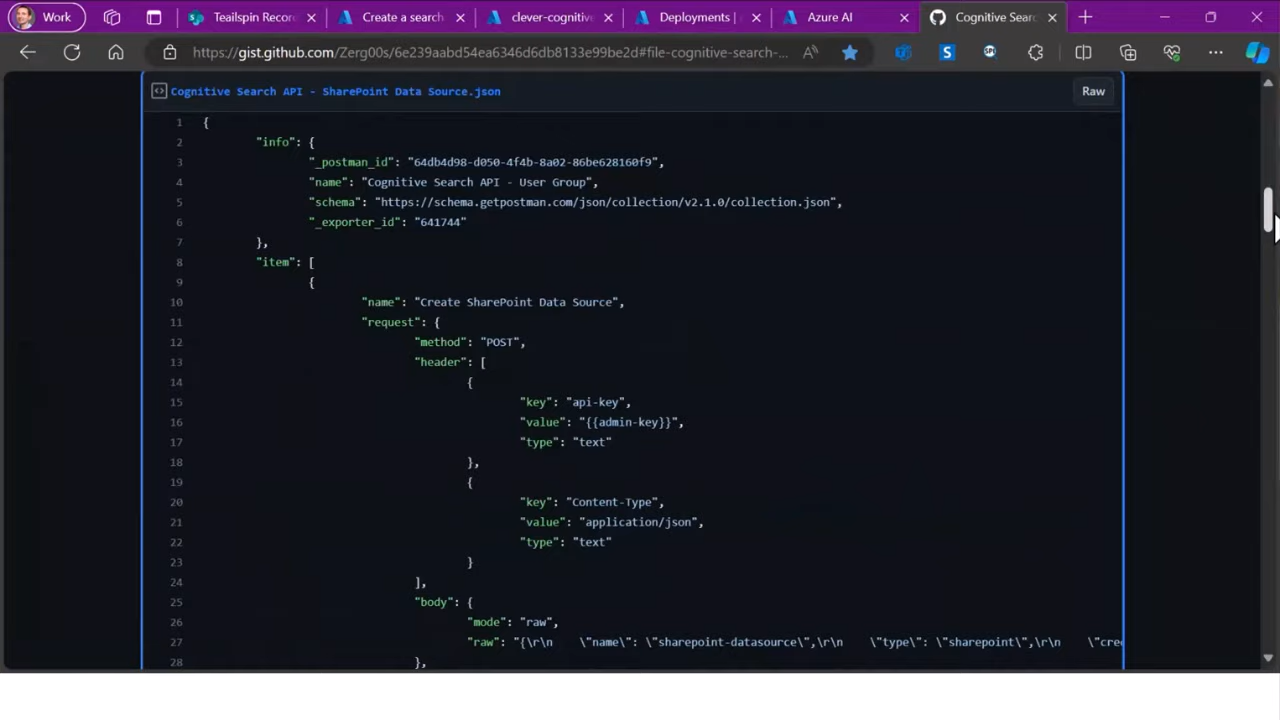 Work
Teailspin Recor
Create a search
clever-cognitiv
Deployments |
Azure AI
Cognitive Sear
https://gist.github.com/Zerg00s/6e239aabd54ea6346d6db8133e99be2d#file-cognitive-search-...
Cognitive Search API - SharePoint Data Source.json
Raw
1 {
2 "info": {
3 "_postman_id": "64db4d98-d050-4f4b-8a02-86be628160f9",
4 "name": "Cognitive Search API - User Group",
5 "schema": "https://schema.getpostman.com/json/collection/v2.1.0/collection.json",
6 "_exporter_id": "641744"
7 },
8 "item": [
9 {
10 "name": "Create SharePoint Data Source",
11 "request": {
12 "method": "POST",
13 "header": [
14 {
15 "key": "api-key",
16 "value": "{{admin-key}}",
17 "type": "text"
18 },
19 {
20 "key": "Content-Type",
21 "value": "application/json",
22 "type": "text"
23 }
24 ],
25 "body": {
26 "mode": "raw",
27 "raw": "{\r\n \"name\": \"sharepoint-datasource\",\r\n \"type\": \"sharepoint\",\r\n \"cre
28 },